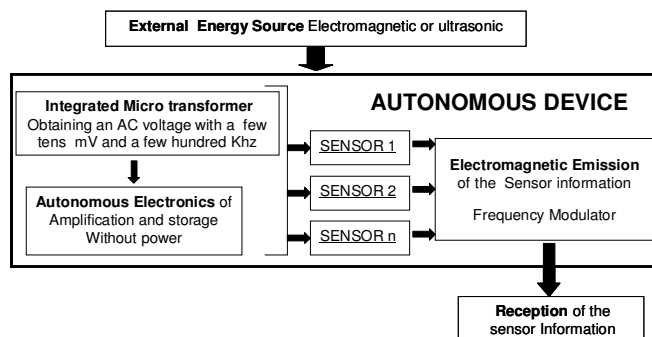 External Energy Source Electromagnetic or ultrasonic
AUTONOMOUS DEVICE
Integrated Micro transformer
Obtaining an AC voltage with a few
tens mV and a few hundred Khz
Autonomous Electronics of
Amplification and storage
Without power
SENSOR 1
SENSOR 2
SENSOR n
Electromagnetic Emission
of the Sensor information
Frequency Modulator
Reception of the
sensor Information